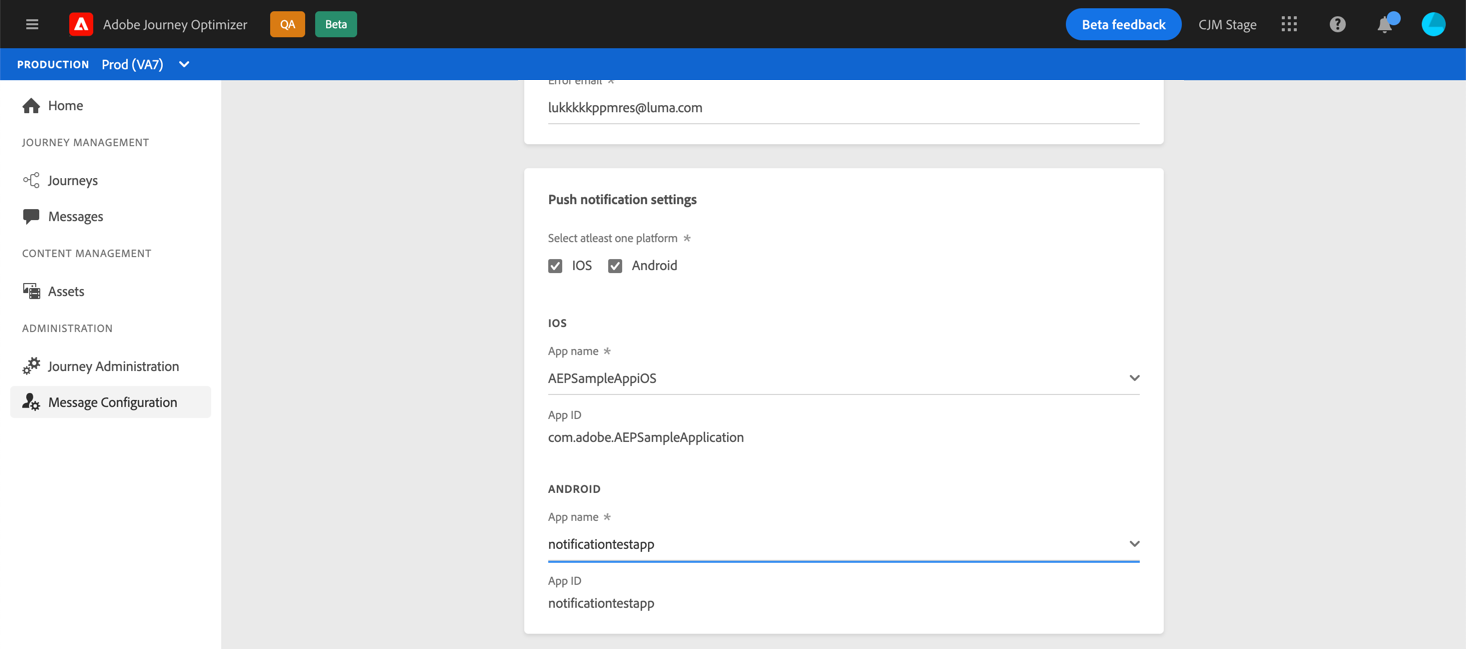 Adobe Journey Optimizer QA Beta Beta feedback CJM Stage
PRODUCTION Prod (VA7)
Home
JOURNEY MANAGEMENT
Journeys
Messages
CONTENT MANAGEMENT
Assets
ADMINISTRATION
Journey Administration
Message Configuration
Error email *
lukkkkkppmres@luma.com
Push notification settings
Select atleast one platform *
IOS Android
IOS
App name *
AEPSampleAppiOS
App ID
com.adobe.AEPSampleApplication
ANDROID
App name *
notificationtestapp
App ID
notificationtestapp